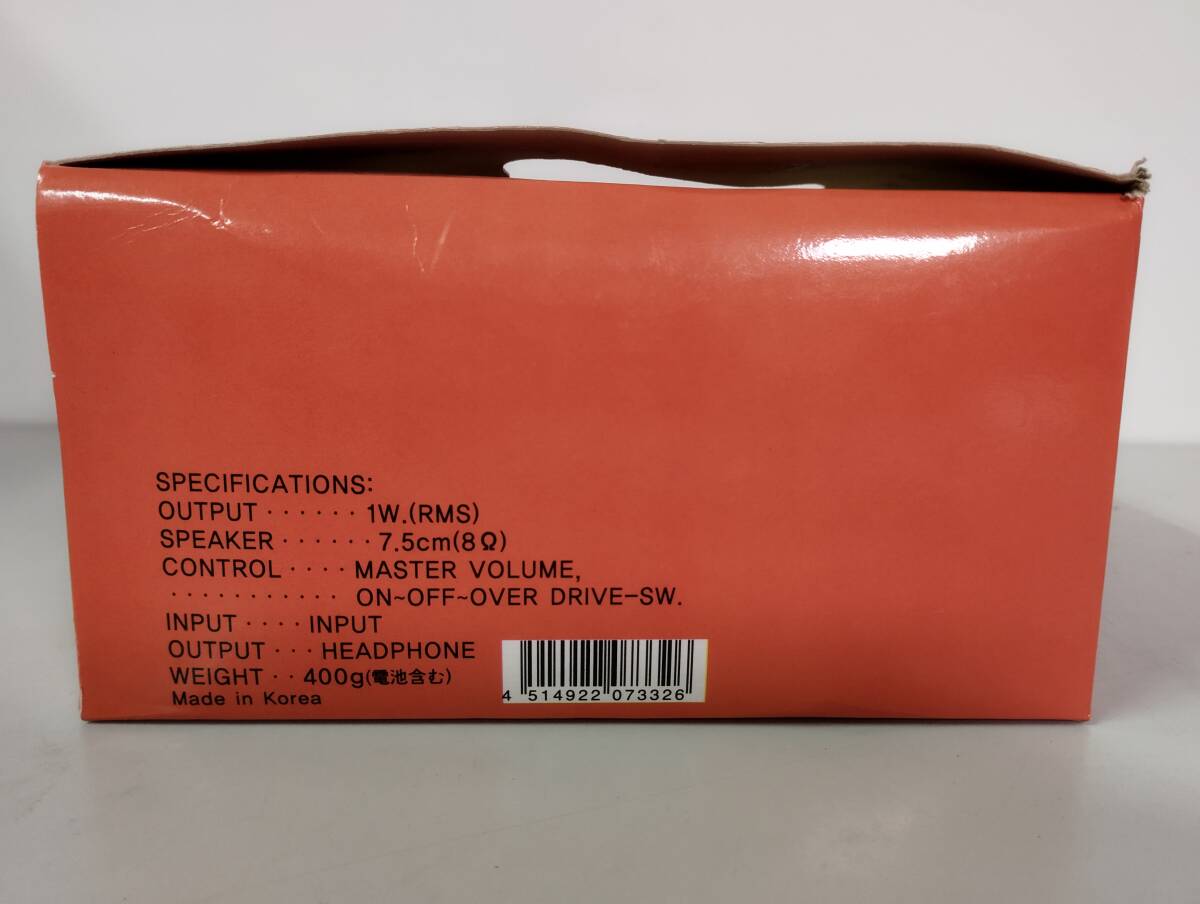 SPECIFICATIONS:
OUTPUT ······ 1W.(RMS)
SPEAKER ······ 7.5cm(8Ω)
CONTROL ···· MASTER VOLUME,
··········· ON~OFF~OVER DRIVE-SW.
INPUT ···· INPUT
OUTPUT ··· HEADPHONE
WEIGHT ·· 400g(電池含む)
Made in Korea
4 514922 073326